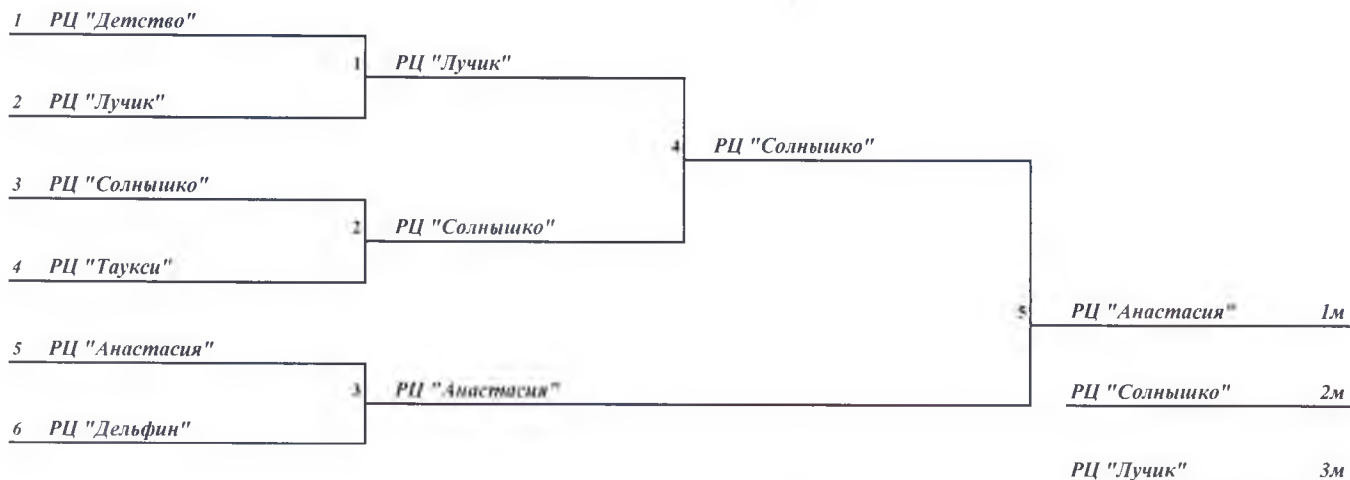 1 РЦ "Детство"
1 РЦ "Лучик"
2 РЦ "Лучик"
4 РЦ "Солнышко"
3 РЦ "Солнышко"
2 РЦ "Солнышко"
4 РЦ "Таукси"
5 РЦ "Анастасия" 1м
5 РЦ "Анастасия"
3 РЦ "Анастасия"
РЦ "Солнышко" 2м
6 РЦ "Дельфин"
РЦ "Лучик" 3м